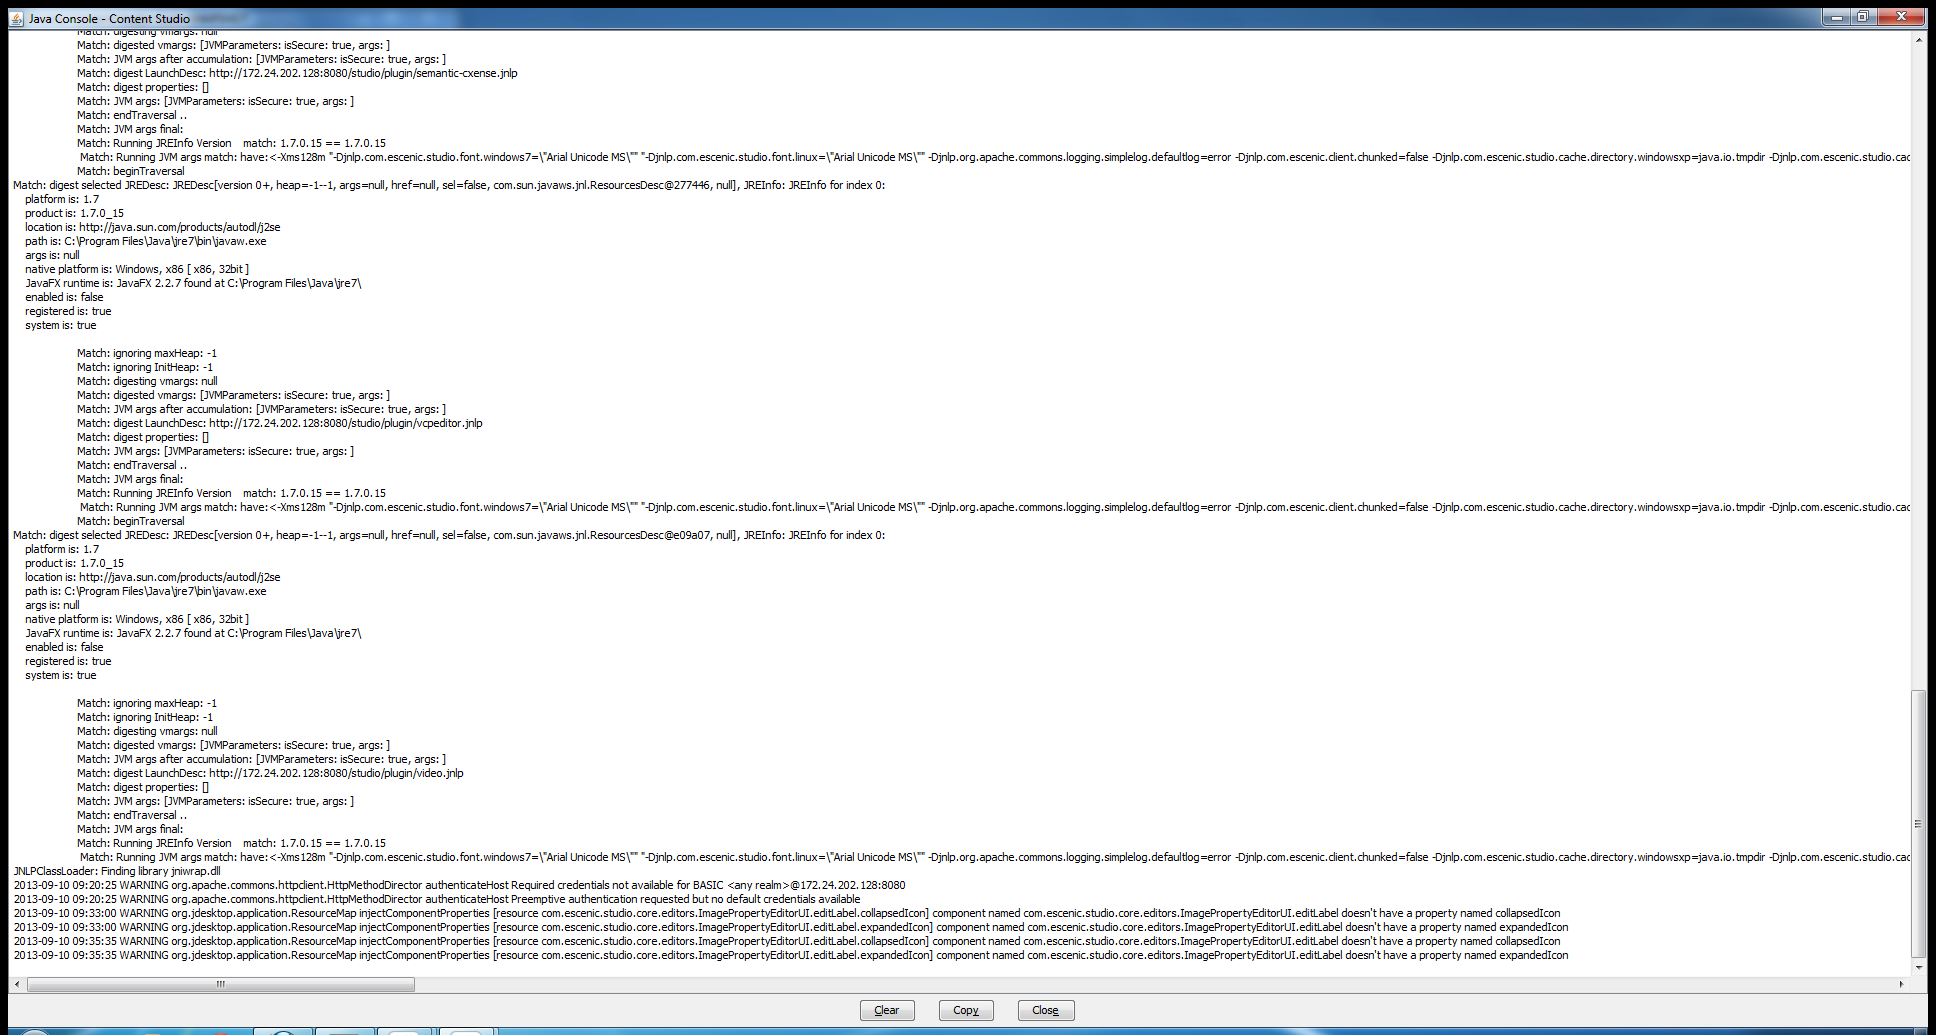 Java Console - Content Studio
Match: digesting vmargs: null
Match: digested vmargs: [JVMParameters: isSecure: true, args: ]
Match: JVM args after accumulation: [JVMParameters: isSecure: true, args: ]
Match: digest LaunchDesc: http://172.24.202.128:8080/studio/plugin/semantic-cxense.jnlp
Match: digest properties: []
Match: JVM args: [JVMParameters: isSecure: true, args: ]
Match: endTraversal ..
Match: JVM args final:
Match: Running JREInfo Version    match: 1.7.0.15 == 1.7.0.15
Match: Running JVM args match: have:<-Xms128m "-Djnlp.com.escenic.studio.font.windows7=\"Arial Unicode MS\"" "-Djnlp.com.escenic.studio.font.linux=\"Arial Unicode MS\"" -Djnlp.org.apache.commons.logging.simplelog.defaultlog=error -Djnlp.com.escenic.client.chunked=false -Djnlp.com.escenic.studio.cache.directory.windowsxp=java.io.tmpdir -Djnlp.com.escenic.studio.cac
Match: beginTraversal
Match: digest selected JREDesc: JREDesc[version 0+, heap=-1--1, args=null, href=null, sel=false, com.sun.javaws.jnl.ResourcesDesc@277446, null], JREInfo: JREInfo for index 0:
platform is: 1.7
product is: 1.7.0_15
location is: http://java.sun.com/products/autodl/j2se
path is: C:\Program Files\Java\jre7\bin\javaw.exe
args is: null
native platform is: Windows, x86 [ x86, 32bit ]
JavaFX runtime is: JavaFX 2.2.7 found at C:\Program Files\Java\jre7\
enabled is: false
registered is: true
system is: true
Match: ignoring maxHeap: -1
Match: ignoring InitHeap: -1
Match: digesting vmargs: null
Match: digested vmargs: [JVMParameters: isSecure: true, args: ]
Match: JVM args after accumulation: [JVMParameters: isSecure: true, args: ]
Match: digest LaunchDesc: http://172.24.202.128:8080/studio/plugin/vcpeditor.jnlp
Match: digest properties: []
Match: JVM args: [JVMParameters: isSecure: true, args: ]
Match: endTraversal ..
Match: JVM args final:
Match: Running JREInfo Version    match: 1.7.0.15 == 1.7.0.15
Match: Running JVM args match: have:<-Xms128m "-Djnlp.com.escenic.studio.font.windows7=\"Arial Unicode MS\"" "-Djnlp.com.escenic.studio.font.linux=\"Arial Unicode MS\"" -Djnlp.org.apache.commons.logging.simplelog.defaultlog=error -Djnlp.com.escenic.client.chunked=false -Djnlp.com.escenic.studio.cache.directory.windowsxp=java.io.tmpdir -Djnlp.com.escenic.studio.cac
Match: beginTraversal
Match: digest selected JREDesc: JREDesc[version 0+, heap=-1--1, args=null, href=null, sel=false, com.sun.javaws.jnl.ResourcesDesc@e09a07, null], JREInfo: JREInfo for index 0:
platform is: 1.7
product is: 1.7.0_15
location is: http://java.sun.com/products/autodl/j2se
path is: C:\Program Files\Java\jre7\bin\javaw.exe
args is: null
native platform is: Windows, x86 [ x86, 32bit ]
JavaFX runtime is: JavaFX 2.2.7 found at C:\Program Files\Java\jre7\
enabled is: false
registered is: true
system is: true
Match: ignoring maxHeap: -1
Match: ignoring InitHeap: -1
Match: digesting vmargs: null
Match: digested vmargs: [JVMParameters: isSecure: true, args: ]
Match: JVM args after accumulation: [JVMParameters: isSecure: true, args: ]
Match: digest LaunchDesc: http://172.24.202.128:8080/studio/plugin/video.jnlp
Match: digest properties: []
Match: JVM args: [JVMParameters: isSecure: true, args: ]
Match: endTraversal ..
Match: JVM args final:
Match: Running JREInfo Version    match: 1.7.0.15 == 1.7.0.15
Match: Running JVM args match: have:<-Xms128m "-Djnlp.com.escenic.studio.font.windows7=\"Arial Unicode MS\"" "-Djnlp.com.escenic.studio.font.linux=\"Arial Unicode MS\"" -Djnlp.org.apache.commons.logging.simplelog.defaultlog=error -Djnlp.com.escenic.client.chunked=false -Djnlp.com.escenic.studio.cache.directory.windowsxp=java.io.tmpdir -Djnlp.com.escenic.studio.cac
JNLPClassLoader: Finding library jniwrap.dll
2013-09-10 09:20:25 WARNING org.apache.commons.httpclient.HttpMethodDirector authenticateHost Required credentials not available for BASIC <any realm>@172.24.202.128:8080
2013-09-10 09:20:25 WARNING org.apache.commons.httpclient.HttpMethodDirector authenticateHost Preemptive authentication requested but no default credentials available
2013-09-10 09:33:00 WARNING org.jdesktop.application.ResourceMap injectComponentProperties [resource com.escenic.studio.core.editors.ImagePropertyEditorUI.editLabel.collapsedIcon] component named com.escenic.studio.core.editors.ImagePropertyEditorUI.editLabel doesn't have a property named collapsedIcon
2013-09-10 09:33:00 WARNING org.jdesktop.application.ResourceMap injectComponentProperties [resource com.escenic.studio.core.editors.ImagePropertyEditorUI.editLabel.expandedIcon] component named com.escenic.studio.core.editors.ImagePropertyEditorUI.editLabel doesn't have a property named expandedIcon
2013-09-10 09:35:35 WARNING org.jdesktop.application.ResourceMap injectComponentProperties [resource com.escenic.studio.core.editors.ImagePropertyEditorUI.editLabel.collapsedIcon] component named com.escenic.studio.core.editors.ImagePropertyEditorUI.editLabel doesn't have a property named collapsedIcon
2013-09-10 09:35:35 WARNING org.jdesktop.application.ResourceMap injectComponentProperties [resource com.escenic.studio.core.editors.ImagePropertyEditorUI.editLabel.expandedIcon] component named com.escenic.studio.core.editors.ImagePropertyEditorUI.editLabel doesn't have a property named expandedIcon
Clear Copy Close